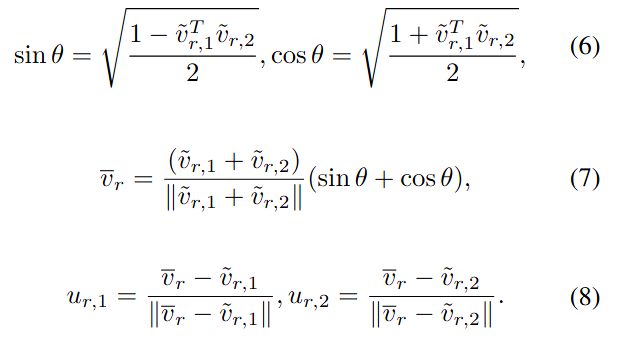 sin θ = √((1 − ṽ_{r,1}^T ṽ_{r,2}) / 2), cos θ = √((1 + ṽ_{r,1}^T ṽ_{r,2}) / 2), (6)
v̅_r = ((ṽ_{r,1} + ṽ_{r,2}) / ‖ṽ_{r,1} + ṽ_{r,2}‖)(sin θ + cos θ), (7)
u_{r,1} = (v̅_r − ṽ_{r,1}) / ‖v̅_r − ṽ_{r,1}‖, u_{r,2} = (v̅_r − ṽ_{r,2}) / ‖v̅_r − ṽ_{r,2}‖. (8)